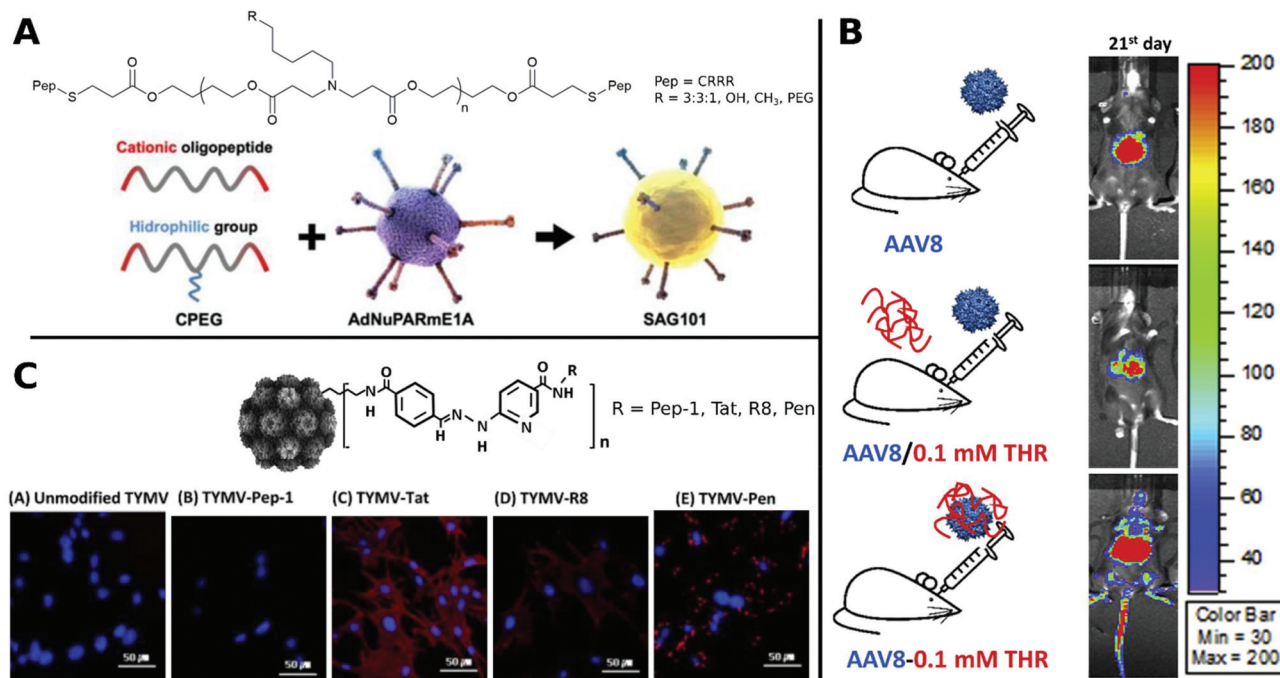 A
R
Pep
S
O
O
O
O
N
O
O
n
O
O
S
Pep
Pep = CRRR
R = 3:3:1, OH, CH₃, PEG
Cationic oligopeptide
Hidrophilic group
CPEG
+
AdNuPARmE1A
SAG101
B
21st day
AAV8
AAV8/0.1 mM THR
AAV8-0.1 mM THR
200
180
160
140
120
100
80
60
40
Color Bar
Min = 30
Max = 200
C
N
H
O
C
H
N
N
H
N
O
N
H
R
n
R = Pep-1, Tat, R8, Pen
(A) Unmodified TYMV
(B) TYMV-Pep-1
(C) TYMV-Tat
(D) TYMV-R8
(E) TYMV-Pen
50 ㎛
50 ㎛
50 ㎛
50 ㎛
50 ㎛